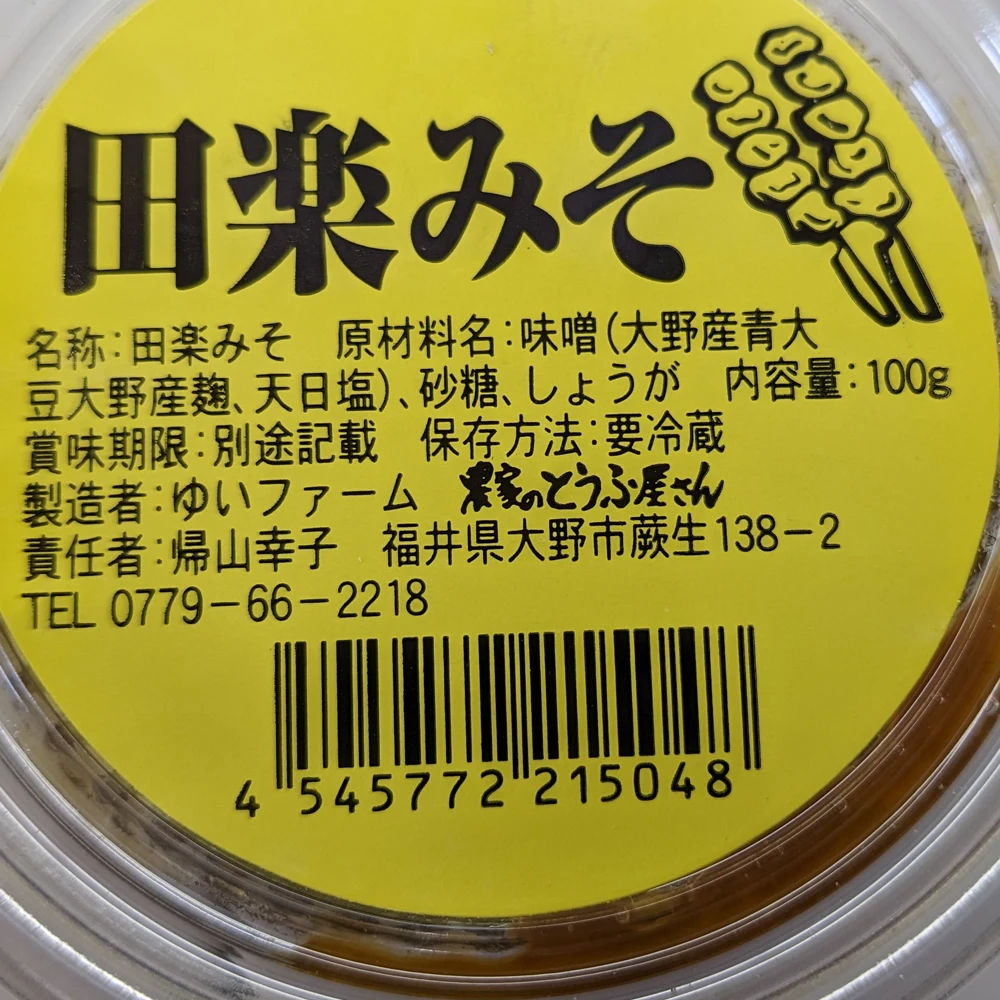 田楽みそ
名称:田楽みそ　原材料名:味噌(大野産青大
豆大野産麹、天日塩)、砂糖、しょうが　内容量:100g
賞味期限:別途記載　保存方法:要冷蔵
製造者:ゆいファーム　農家のとうふ屋さん
責任者:帰山幸子　福井県大野市蕨生138-2
TEL 0779-66-2218
4 545772 215048